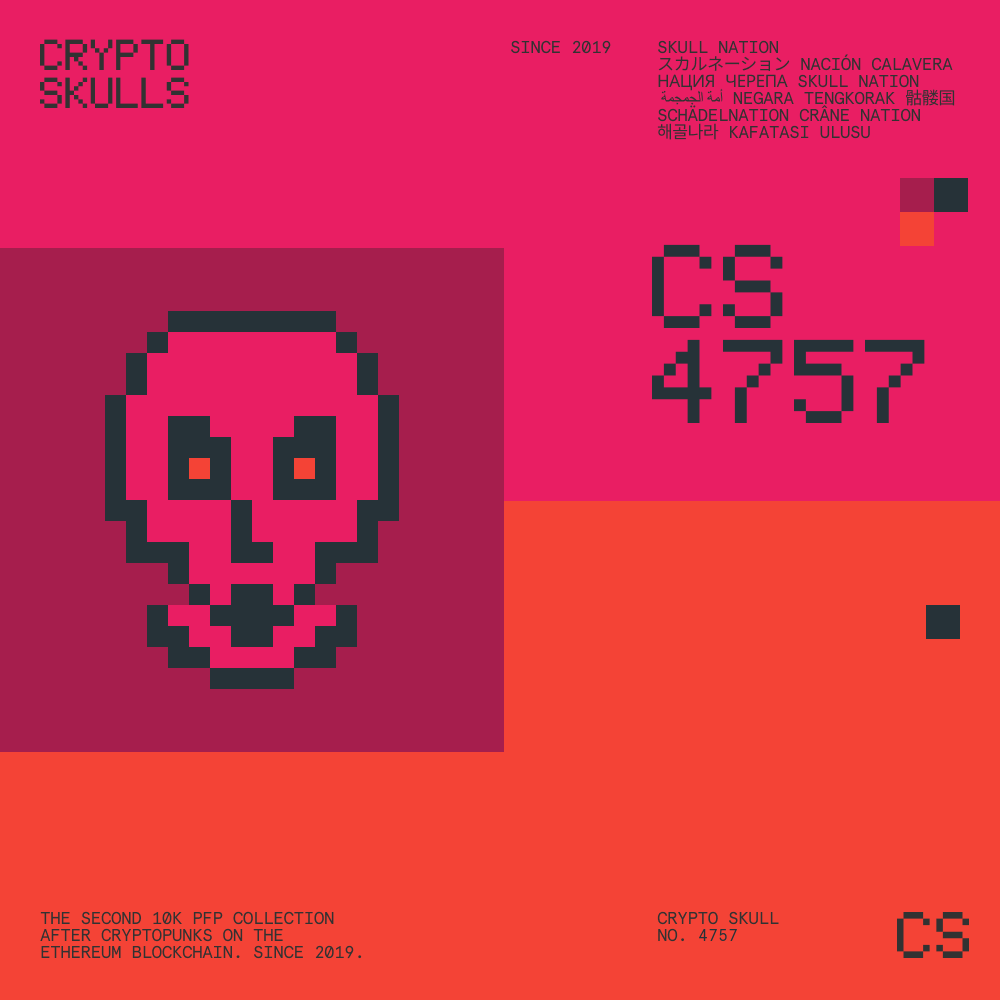 CRYPTO
SKULLS
SINCE 2019
SKULL NATION
スカルネーション NACIÓN CALAVERA
НАЦИЯ ЧЕРЕПА SKULL NATION
أمة الجمجمة NEGARA TENGKORAK 骷髅国
SCHÄDELNATION CRÂNE NATION
해골나라 KAFATASI ULUSU
CS
4757
THE SECOND 10K PFP COLLECTION
AFTER CRYPTOPUNKS ON THE
ETHEREUM BLOCKCHAIN. SINCE 2019.
CRYPTO SKULL
NO. 4757
CS